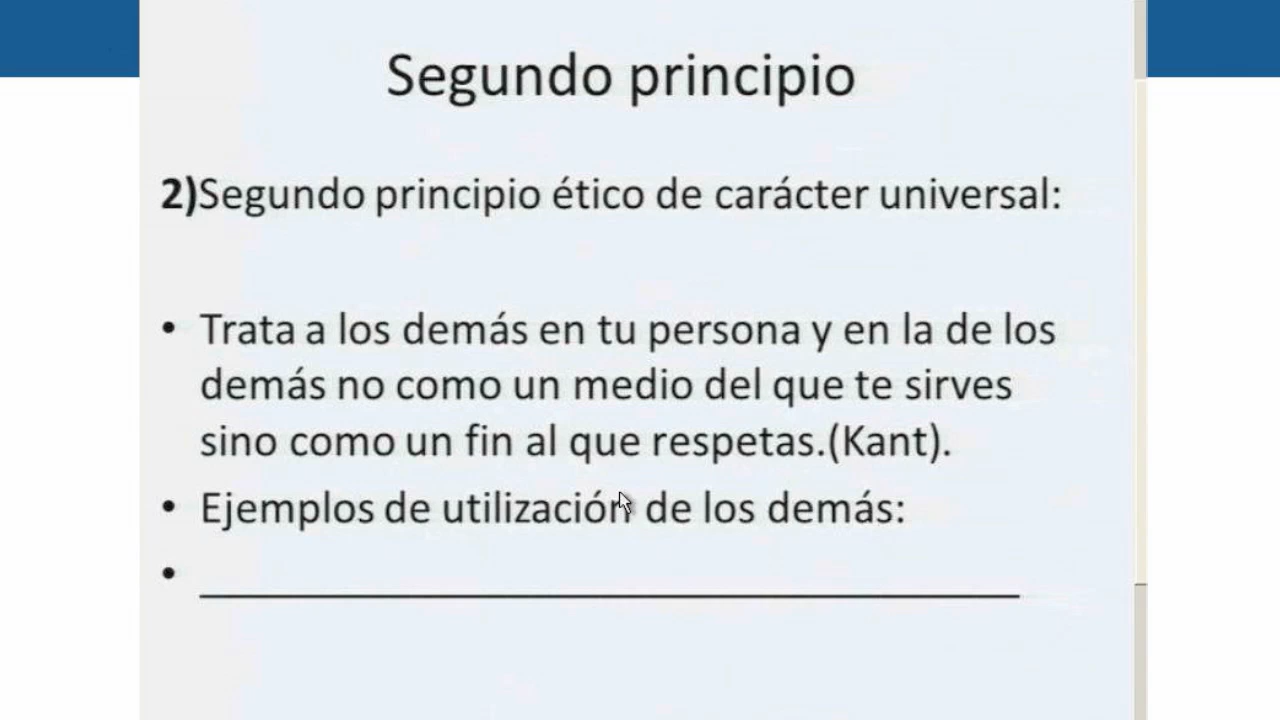 Segundo principio
2)Segundo principio ético de carácter universal:
• Trata a los demás en tu persona y en la de los
demás no como un medio del que te sirves
sino como un fin al que respetas.(Kant).
• Ejemplos de utilización de los demás:
• ______________________________________